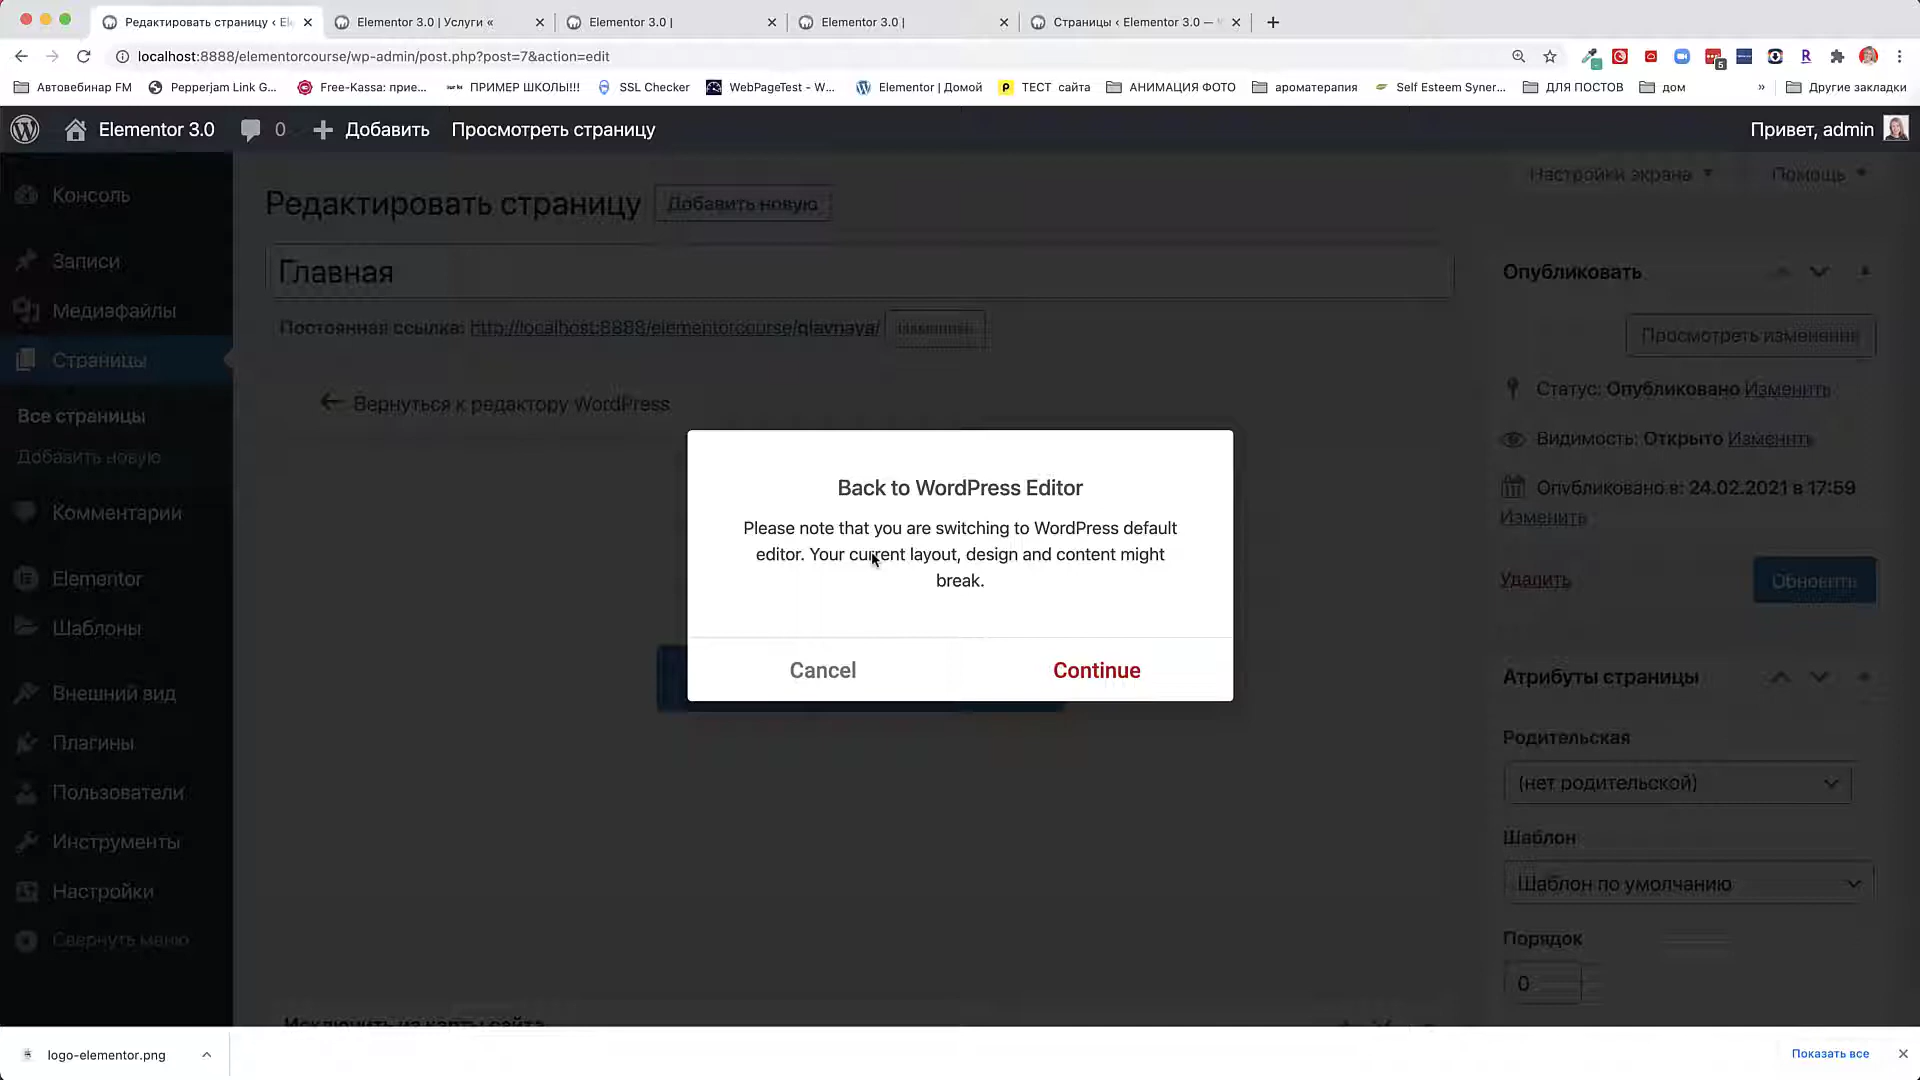 Редактировать страницу ‹ El
Elementor 3.0 | Услуги «
Elementor 3.0 |
Elementor 3.0 |
Страницы ‹ Elementor 3.0 —
localhost:8888/elementorcourse/wp-admin/post.php?post=7&action=edit
5
Автовебинар FM
Pepperjam Link G...
Free-Kassa: прие...
ПРИМЕР ШКОЛЫ!!!
SSL Checker
WebPageTest - W...
Elementor | Домой
ТЕСТ сайта
АНИМАЦИЯ ФОТО
ароматерапия
Self Esteem Syner...
ДЛЯ ПОСТОВ
дом
»
Другие закладки
Elementor 3.0
0
Добавить
Просмотреть страницу
Привет, admin
Настройки экрана
Помощь
Консоль
Записи
Медиафайлы
Страницы
Все страницы
Добавить новую
Комментарии
Elementor
Шаблоны
Внешний вид
Плагины
Пользователи
Инструменты
Настройки
Свернуть меню
Редактировать страницу
Добавить новую
Главная
Постоянная ссылка: http://localhost:8888/elementorcourse/glavnaya/
Вернуться к редактору WordPress
Back to WordPress Editor
Please note that you are switching to WordPress default
editor. Your current layout, design and content might
break.
Cancel
Continue
Опубликовать
Просмотреть изменения
Статус: Опубликовано Изменить
Видимость: Открыто Изменить
Опубликовано в: 24.02.2021 в 17:59
Изменить
Удалить
Обновить
Атрибуты страницы
Родительская
(нет родительской)
Шаблон
Шаблон по умолчанию
Порядок
0
Исключить из карты сайта
logo-elementor.png
Показать все